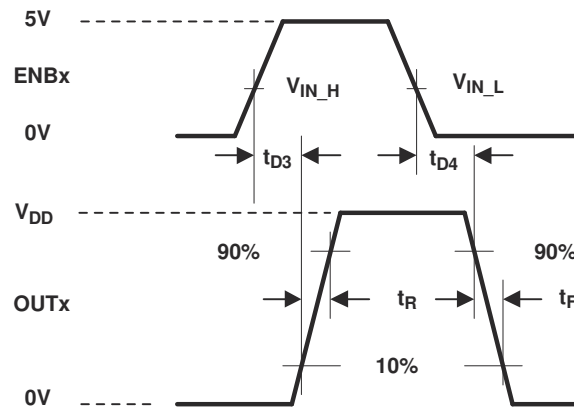 5V
ENBx
V_IN_H
V_IN_L
0V
t_D3
t_D4
V_DD
90%
90%
OUTx
t_R
t_F
10%
0V